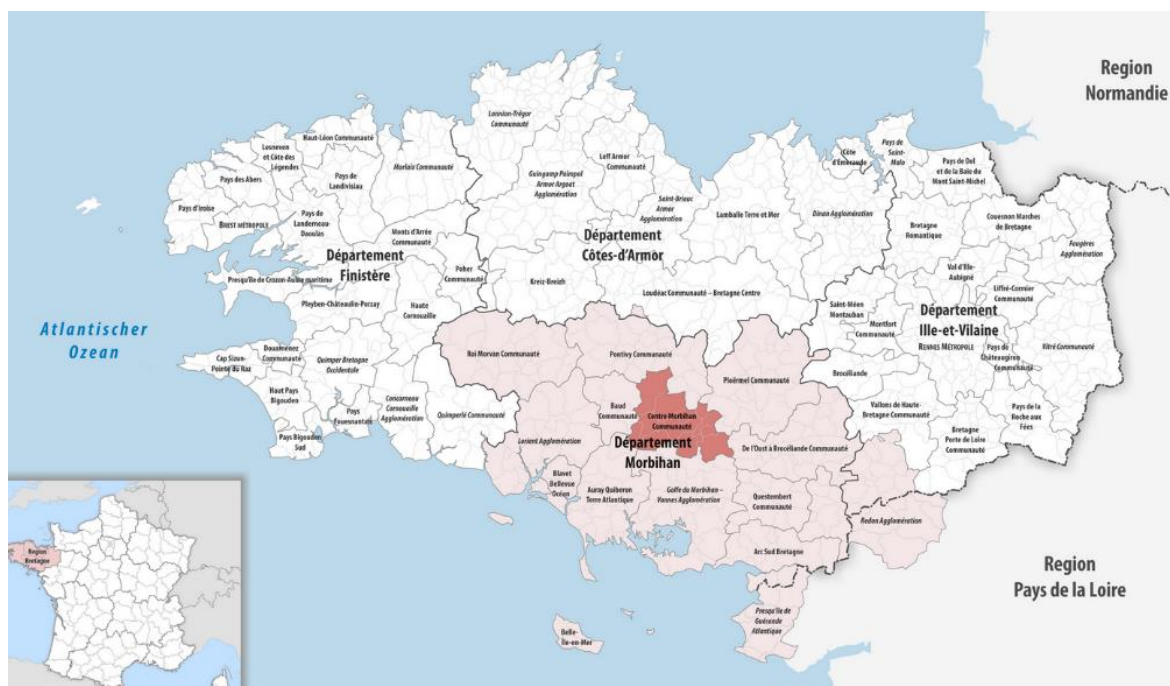 Region
Normandie
Lannion-Trégor
Communauté
Haut-Léon Communauté
Lesneven
et Côte des
Légendes
Morlaix Communauté
Leff Armor
Communauté
(Côte
d'Émeraude
Pays de
Saint-
Malo
Pays de Dol
et de la Baie du
Mont Saint-Michel
Pays des Abers
Pays de
Landivisiau
Guingamp Paimpol
Armor Argoat
Agglomération
Pays d'Iroise
BREST MÉTROPOLE
Pays de
Landerneau-
Daoulas
Saint-Brieuc
Armor
Agglomération
Lamballe Terre et Mer
Dinan Agglomération
Couesnon Marches
de Bretagne
Bretagne
Romantique
Fougères
Agglomération
Monts d'Arrée
Communauté
Département
Finistère
Département
Côtes-d'Armor
Presqu'île de Crozon-Aulne maritime
Poher
Communauté
Kreiz-Breizh
Loudéac Communauté – Bretagne Centre
Val d'Ille-
Aubigné
Liffré-Cormier
Communauté
Pleyben-Châteaulin-Porzay
Haute
Cornouaille
Saint-Méen
Montauban
Montfort
Communauté
Département
Ille-et-Vilaine
RENNES MÉTROPOLE
Pays de
Châteaugiron
Communauté
Vitré Communauté
Atlantischer
Ozean
Cap Sizun-
Pointe du Raz
Douarnenez
Communauté
Quimper Bretagne
Occidentale
Roi Morvan Communauté
Pontivy Communauté
Ploërmel Communauté
Brocéliande
Haut Pays
Bigouden
Pays
Fouesnantais
Concarneau
Cornouaille
Agglomération
Quimperlé Communauté
Baud
Communauté
Centre-Morbihan
Communauté
Vallons de Haute-
Bretagne Communauté
Pays de la
Roche aux
Fées
Pays Bigouden
Sud
Lorient Agglomération
Département
Morbihan
De l'Oust à Brocéliande Communauté
Bretagne
Porte de Loire
Communauté
Blavet
Bellevue
Océan
Auray Quiberon
Terre Atlantique
Golfe du Morbihan –
Vannes Agglomération
Questembert
Communauté
Redon Agglomération
Arc Sud Bretagne
Region
Bretagne
Region
Pays de la Loire
Belle-
Île-en-Mer
Presqu'île de
Guérande
Atlantique